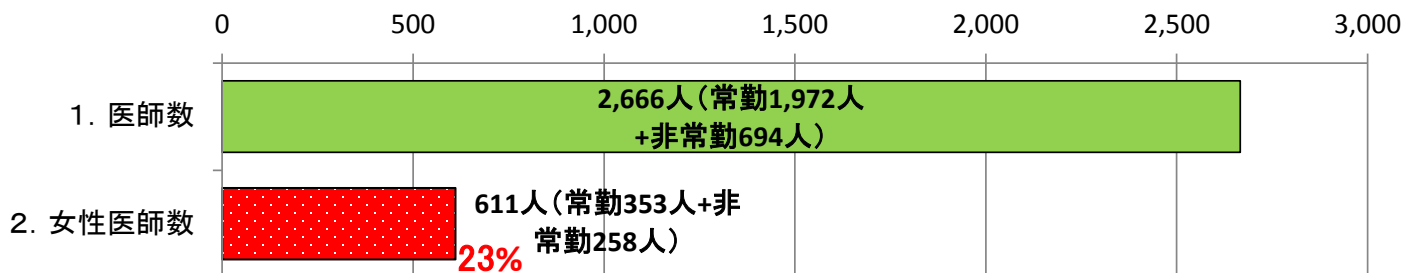 0 500 1,000 1,500 2,000 2,500 3,000
1．医師数
2,666人（常勤1,972人
+非常勤694人）
2．女性医師数
611人（常勤353人+非
常勤258人）
23%